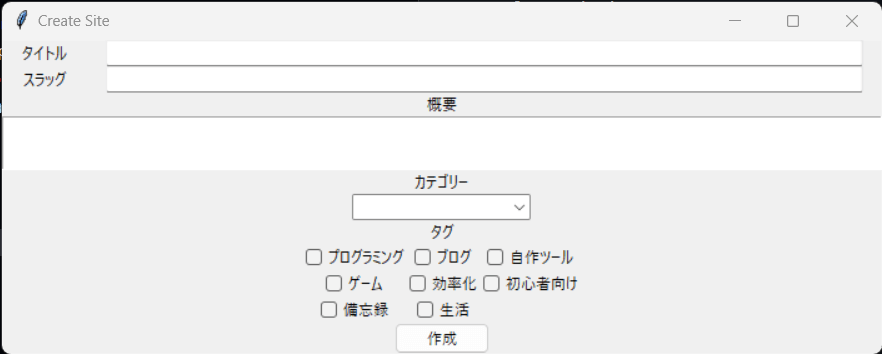 Create Site
タイトル
スラッグ
概要
カテゴリー
タグ
プログラミング ブログ 自作ツール
ゲーム 効率化 初心者向け
備忘録 生活
作成